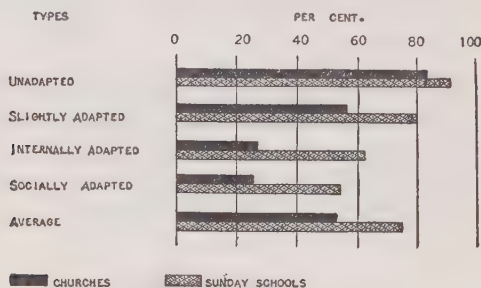 TYPES PER CENT.
0 20 40 60 80 100
UNADAPTED
SLIGHTLY ADAPTED
INTERNALLY ADAPTED
SOCIALLY ADAPTED
AVERAGE
CHURCHES SUNDAY SCHOOLS